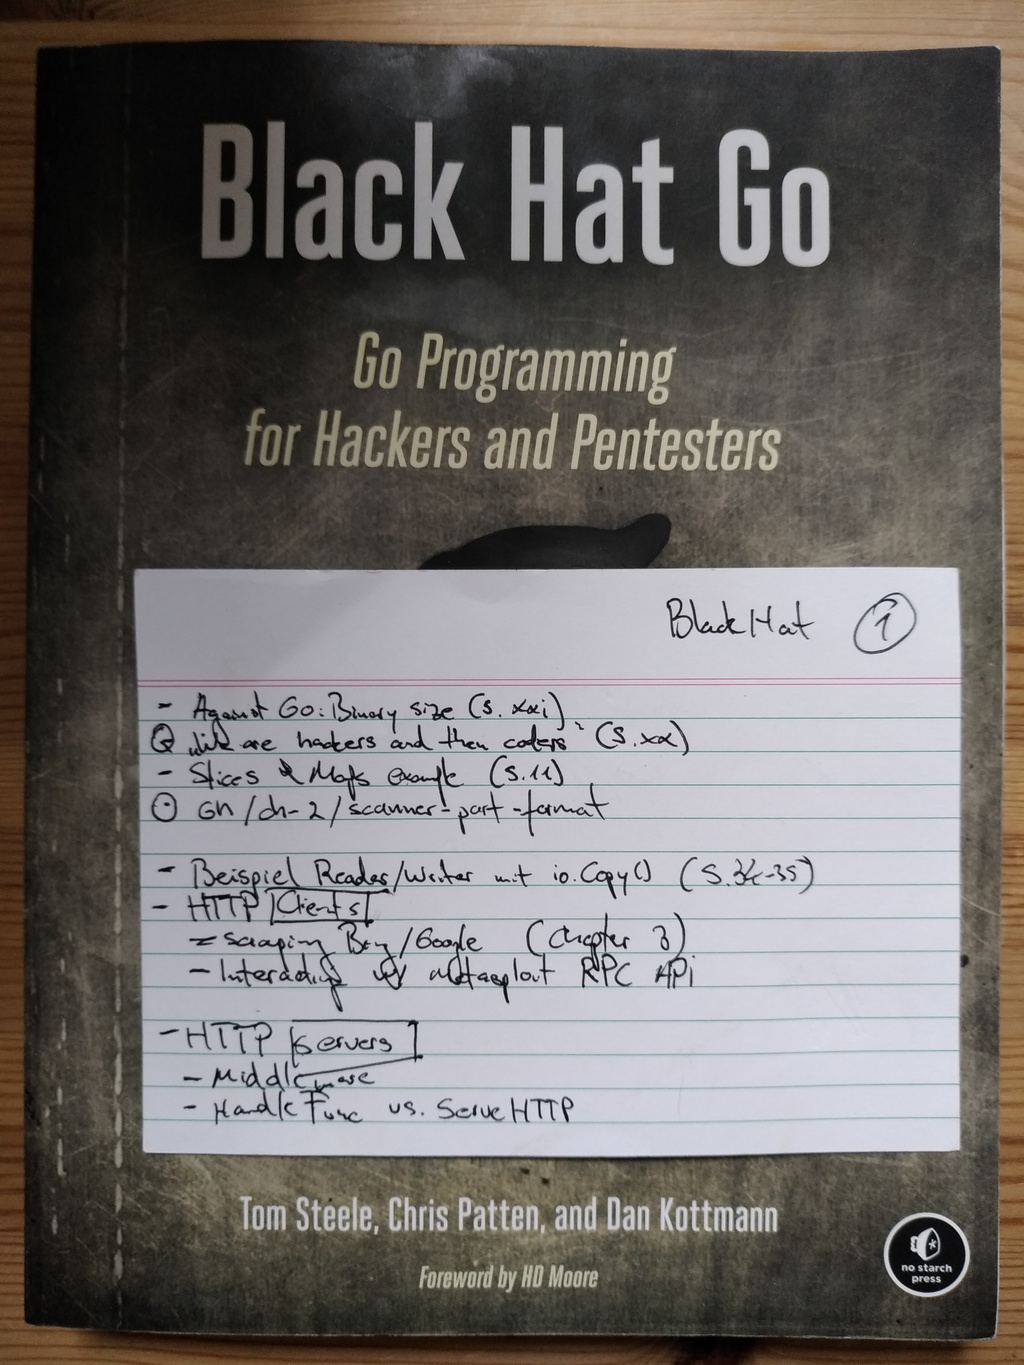 Black Hat Go
Go Programming
for Hackers and Pentesters
Black Hat 1
- Against Go: Binary size (S. xxi)
Q „We are hackers and then coders“ (S. xx)
- Slices & Maps example (S. 11)
GH/ch-2/scanner-port-format
- Beispiel Reader/Writer mit io.Copy() (S. 34-35)
- HTTP Clients
- Scraping Bing/Google (Chapter 3)
- Interacting w/ Metasploit RPC API
- HTTP Servers
- Middleware
- HandleFunc vs. ServeHTTP
Tom Steele, Chris Patten, and Dan Kottmann
Foreword by HD Moore
no starch
press